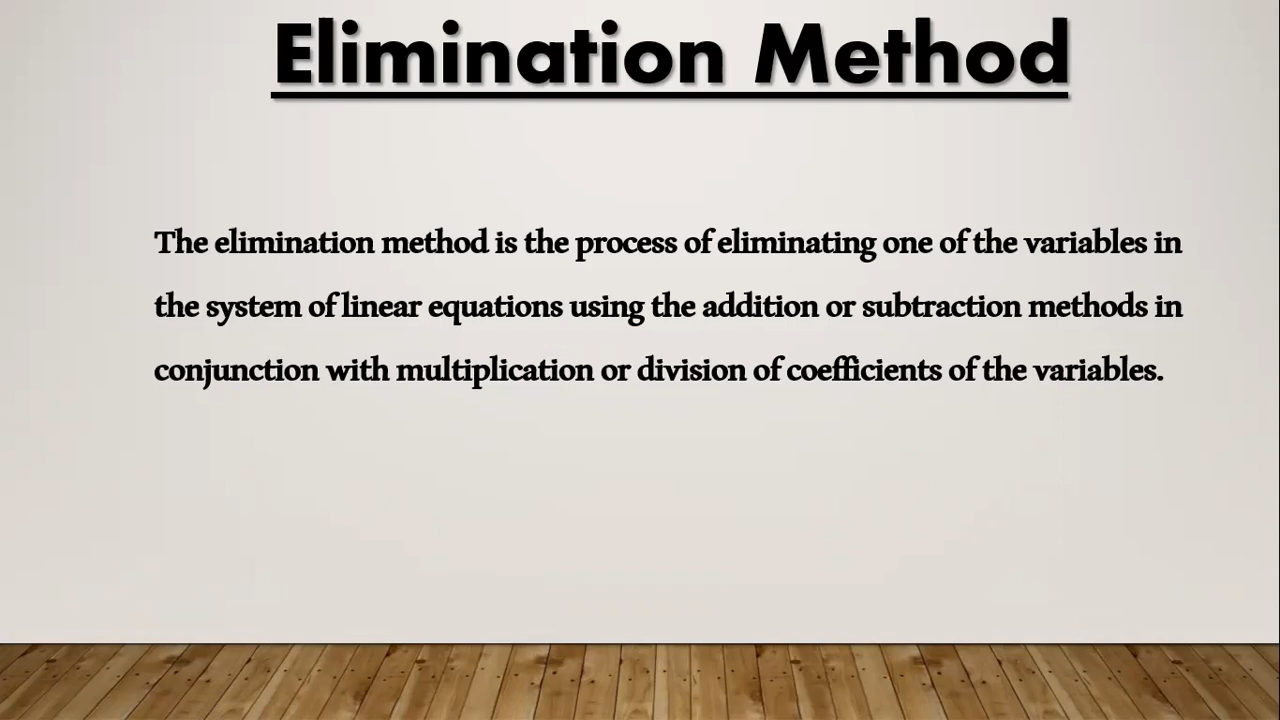 Elimination Method
The elimination method is the process of eliminating one of the variables in
the system of linear equations using the addition or subtraction methods in
conjunction with multiplication or division of coefficients of the variables.